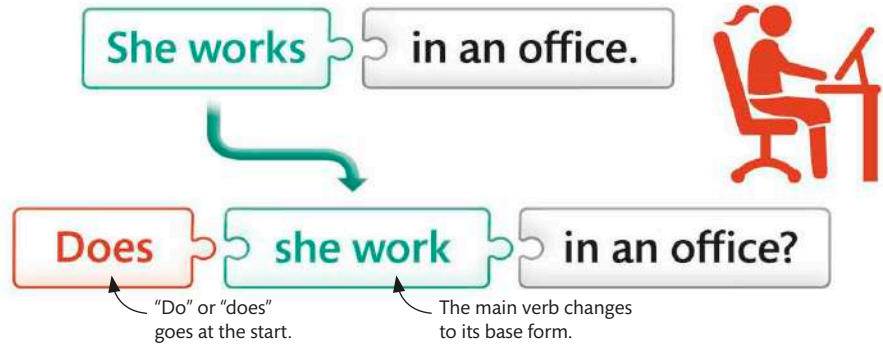 She works in an office.
Does she work in an office?
“Do” or “does”
goes at the start.
The main verb changes
to its base form.